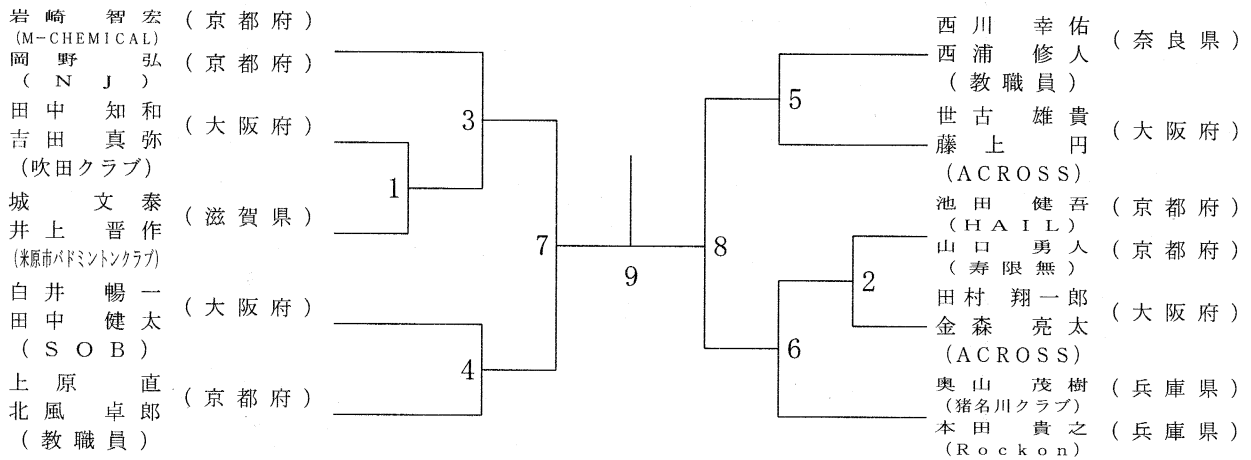 岩崎 智宏 (京都府)
(M-CHEMICAL)
岡野 弘 (京都府)
(NJ)
田中 知和
吉田 真弥
(大阪府)
(吹田クラブ)
城 文泰
井上 晋作
(滋賀県)
(米原市バドミントンクラブ)
白井 暢一
田中 健太
(大阪府)
(SOB)
上原 直
北風 卓郎
(京都府)
(教職員)
3
1
7
4
9
8
5
2
6
西川 幸佑
西浦 修人
(奈良県)
(教職員)
世古 雄貴
藤上 円
(大阪府)
(ACROSS)
池田 健吾 (京都府)
(HAIL)
山口 勇人 (京都府)
(寿限無)
田村 翔一郎
金森 亮太
(大阪府)
(ACROSS)
奥山 茂樹 (兵庫県)
(猪名川クラブ)
本田 貴之 (兵庫県)
(Rockon)